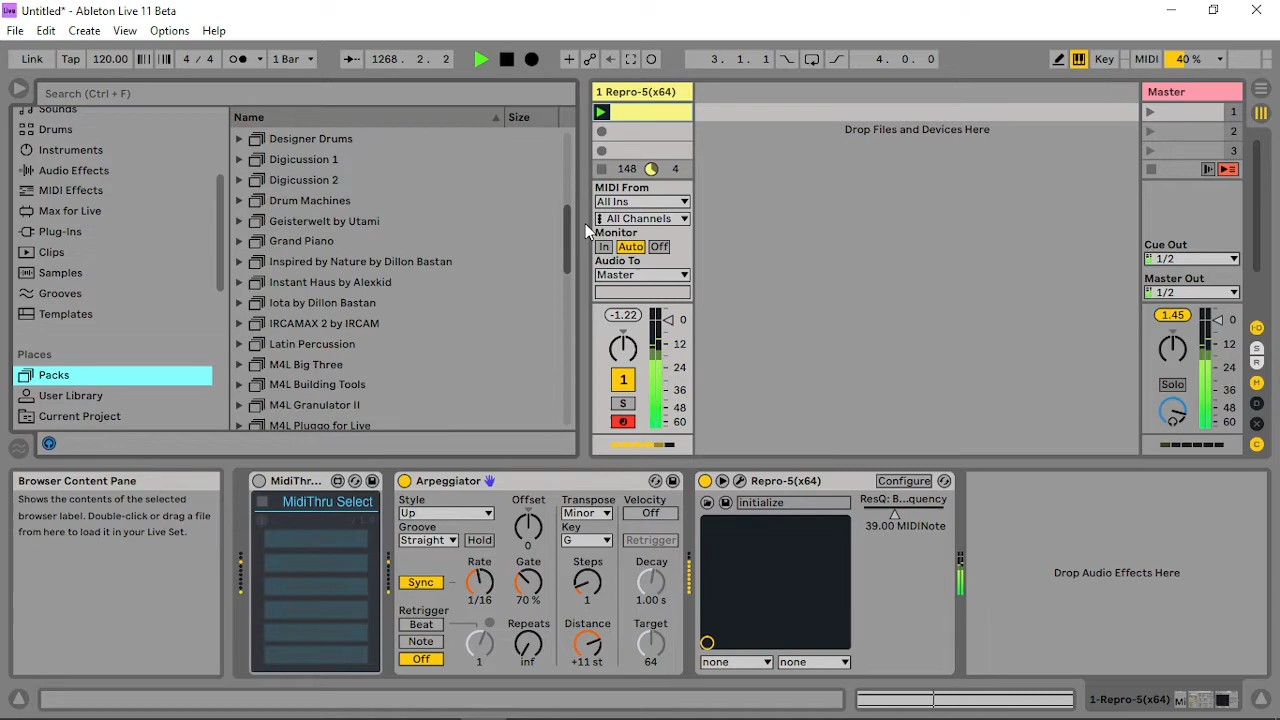 Untitled* - Ableton Live 11 Beta
File Edit Create View Options Help
Link Tap 120.00 4 / 4 1 Bar 1268. 2. 2 3. 1. 1 4. 0. 0 Key MIDI 40 %
Search (Ctrl + F)
Sounds
Drums
Instruments
Audio Effects
MIDI Effects
Max for Live
Plug-Ins
Clips
Samples
Grooves
Templates
Places
Packs
User Library
Current Project
Name Size
Designer Drums
Digicussion 1
Digicussion 2
Drum Machines
Geisterwelt by Utami
Grand Piano
Inspired by Nature by Dillon Bastan
Instant Haus by Alexkid
Iota by Dillon Bastan
IRCAMAX 2 by IRCAM
Latin Percussion
M4L Big Three
M4L Building Tools
M4L Granulator II
M4L Pluggo for Live
1 Repro-5(x64)
148 4
MIDI From
All Ins
All Channels
Monitor
In Auto Off
Audio To
Master
-1.22
0
12
24
36
48
60
1
S
Drop Files and Devices Here
Master
1
2
3
Cue Out
1/2
Master Out
1/2
1.45
0
12
24
36
48
60
Solo
I-O
S
R
M
D
X
C
Browser Content Pane
Shows the contents of the selected
browser label. Double-click or drag a file
from here to load it in your Live Set.
MidiThr...
MidiThru Select
Arpeggiator
Style
Up
Groove
Straight Hold
Offset
0
Transpose
Minor
Key
G
Velocity
Off
Retrigger
Sync
Rate
1/16
Gate
70 %
Steps
1
Decay
1.00 s
Retrigger
Beat
Note
Off
1
Repeats
inf
Distance
+11 st
Target
64
Repro-5(x64) Configure
initialize
ResQ: B...quency
39.00 MIDINote
none none
Drop Audio Effects Here
1-Repro-5(x64)